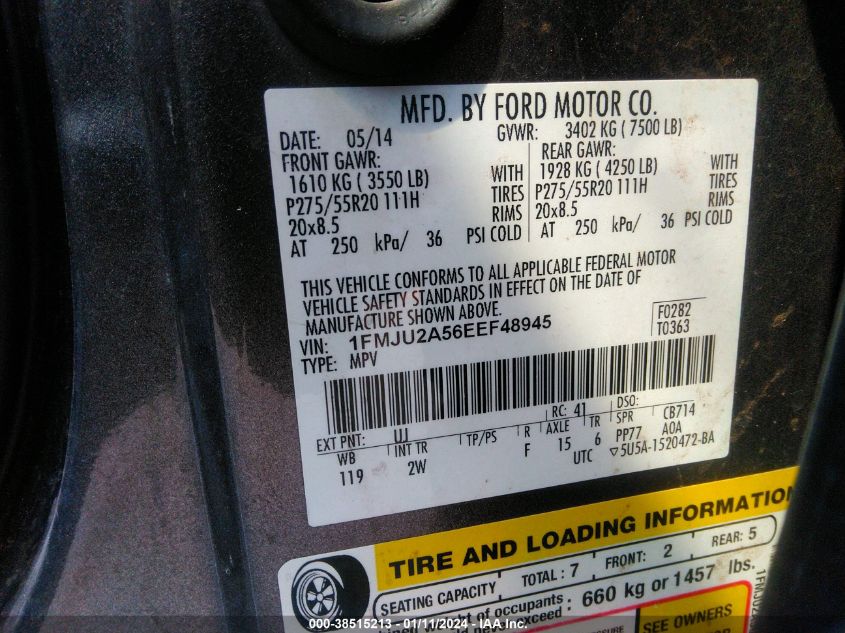 MFD. BY FORD MOTOR CO.
DATE: 05/14 GVWR: 3402 KG ( 7500 LB)
FRONT GAWR: REAR GAWR:
1610 KG ( 3550 LB) WITH 1928 KG ( 4250 LB) WITH
P275/55R20 111H TIRES P275/55R20 111H TIRES
20x8.5 RIMS 20x8.5 RIMS
AT 250 kPa/ 36 PSI COLD AT 250 kPa/ 36 PSI COLD
THIS VEHICLE CONFORMS TO ALL APPLICABLE FEDERAL MOTOR
VEHICLE SAFETY STANDARDS IN EFFECT ON THE DATE OF
MANUFACTURE SHOWN ABOVE.
F0282
VIN: 1FMJU2A56EEF48945 T0363
TYPE: MPV
EXT PNT: UJ RC: 41 DSO:
WB INT TR TP/PS R AXLE TR SPR CB714
119 2W F 15 6 PP77 A0A
UTC ▽5U5A-1520472-BA
TIRE AND LOADING INFORMATION
SEATING CAPACITY TOTAL : 7 FRONT: 2 REAR: 5
of occupants
exceed : 660 kg or 1457 lbs.
SEE OWNERS
000-38515213 - 01/11/2024 - IAA Inc.